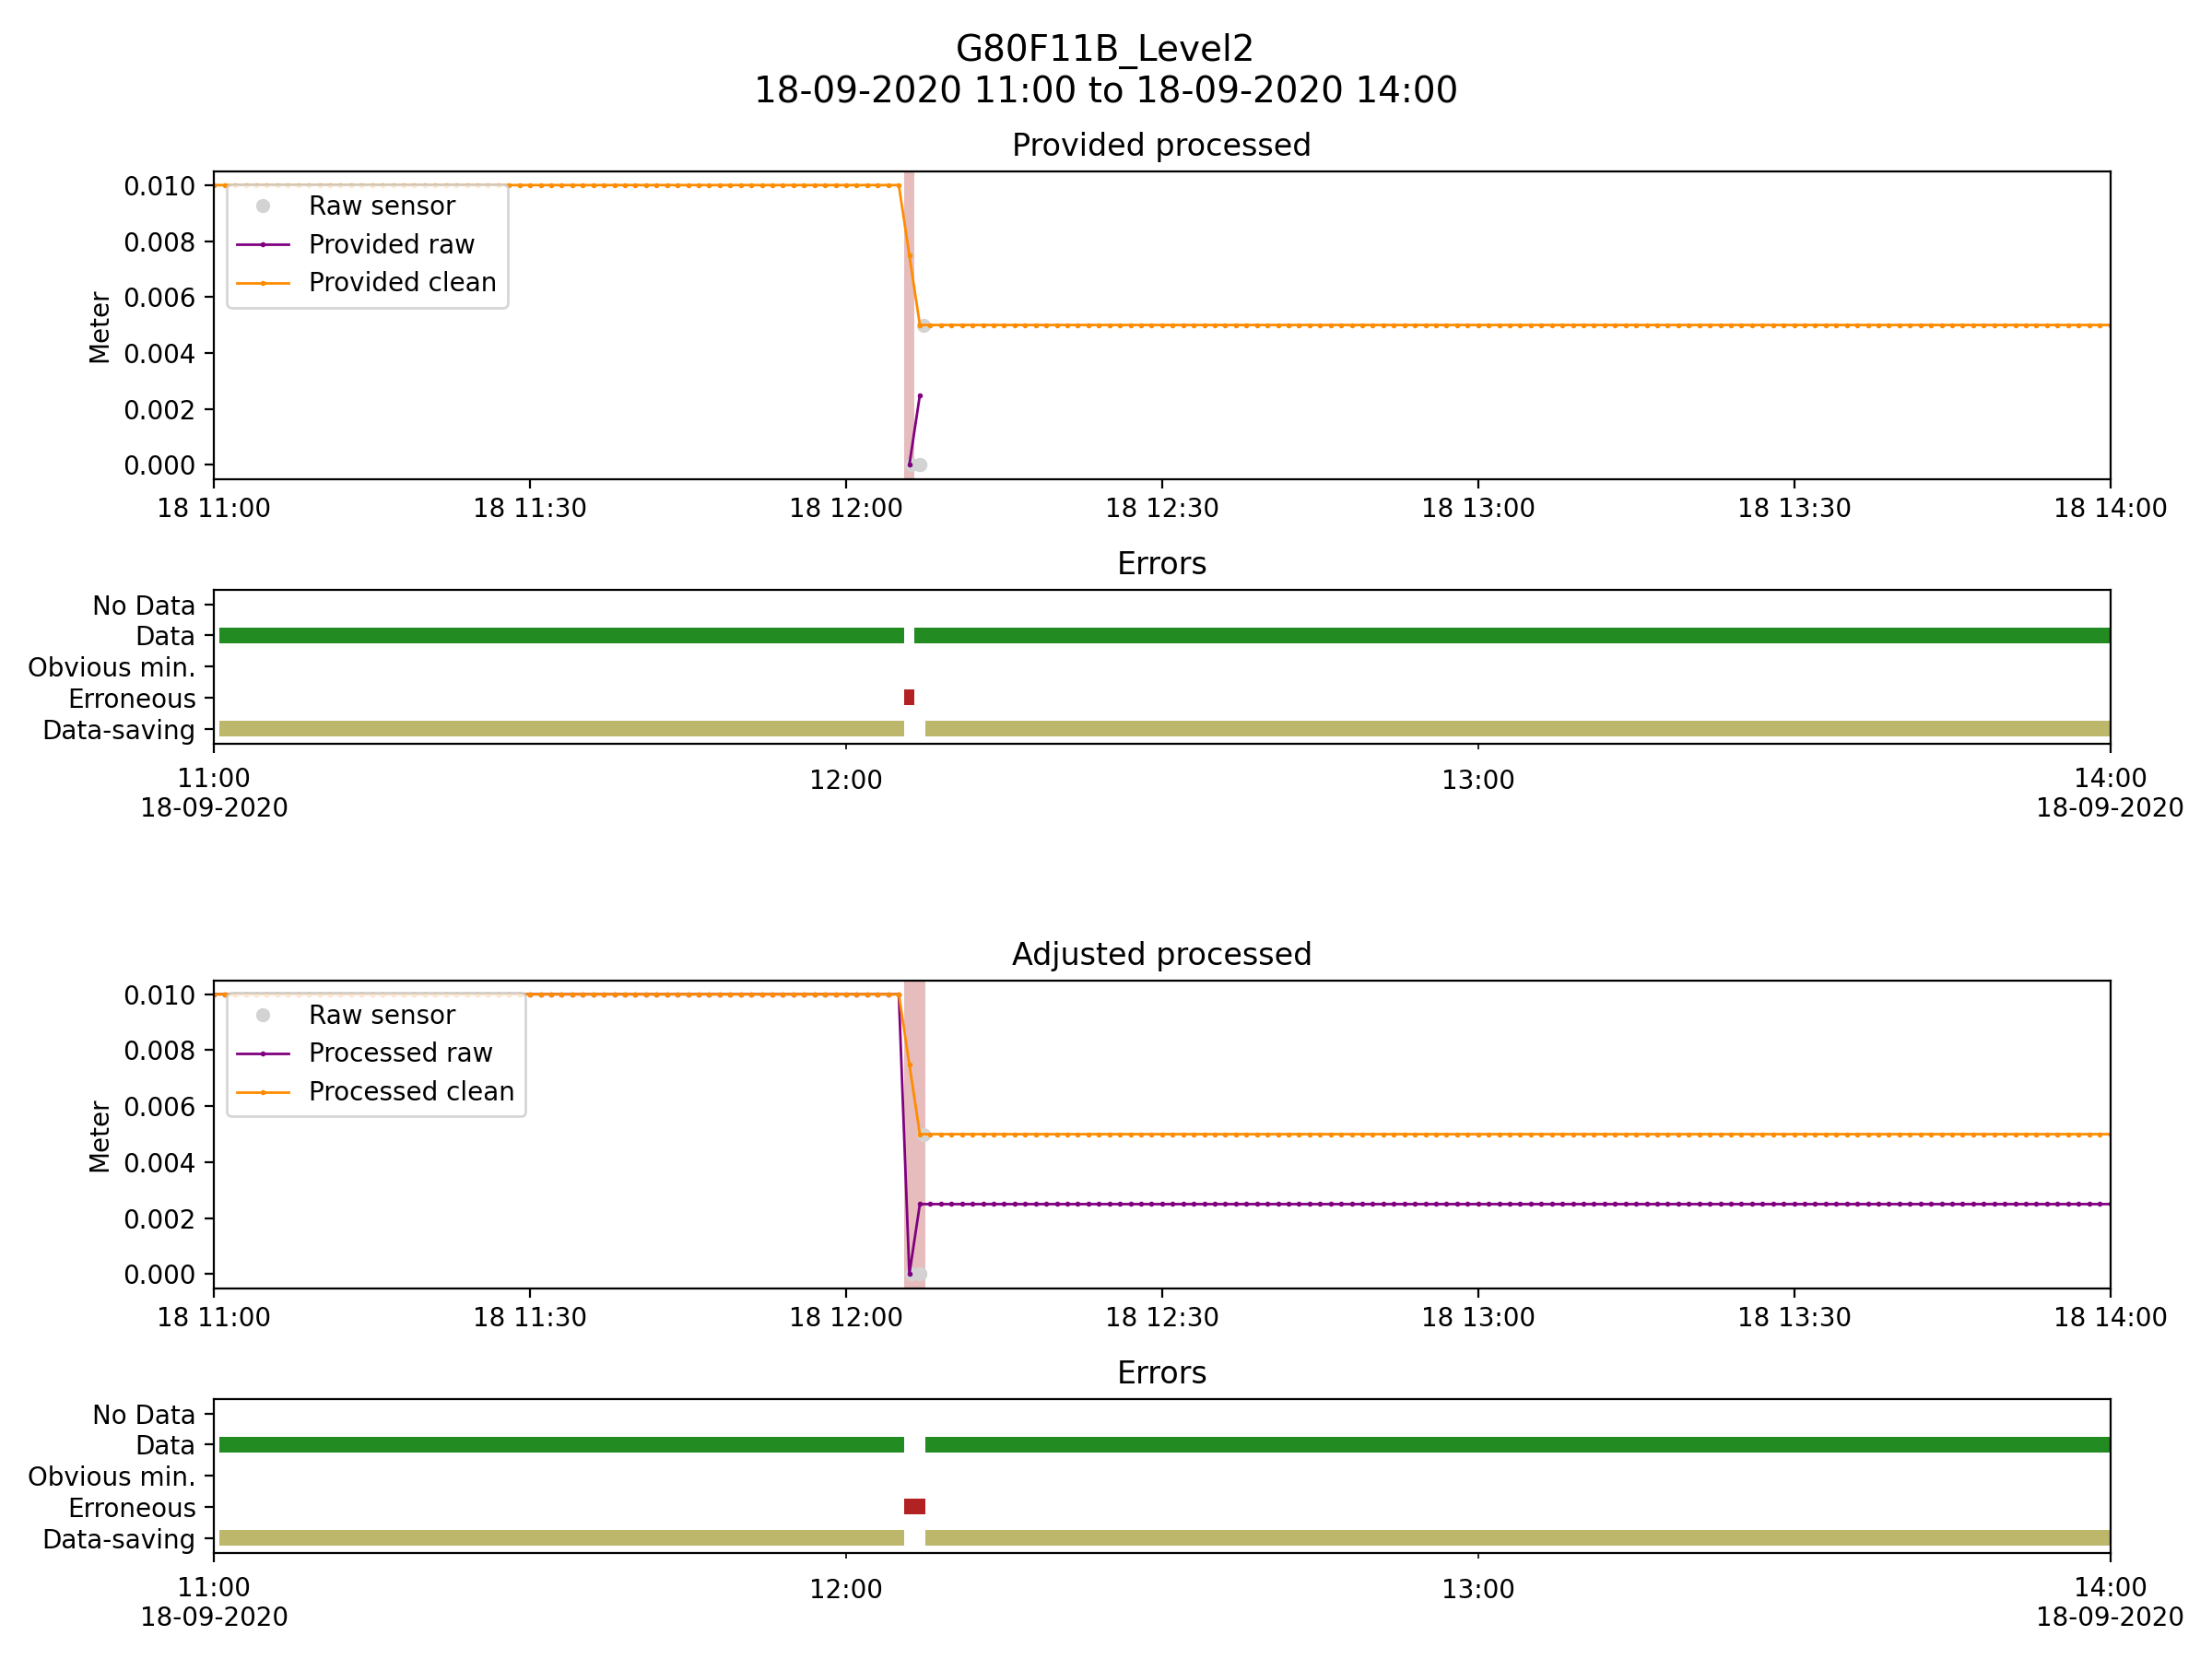 G80F11B_Level2
18-09-2020 11:00 to 18-09-2020 14:00
Provided processed
Meter
0.010
0.008
0.006
0.004
0.002
0.000
Raw sensor
Provided raw
Provided clean
18 11:00
18 11:30
18 12:00
18 12:30
18 13:00
18 13:30
18 14:00
Errors
No Data
Data
Obvious min.
Erroneous
Data-saving
11:00
18-09-2020
12:00
13:00
14:00
18-09-2020
Adjusted processed
Meter
0.010
0.008
0.006
0.004
0.002
0.000
Raw sensor
Processed raw
Processed clean
18 11:00
18 11:30
18 12:00
18 12:30
18 13:00
18 13:30
18 14:00
Errors
No Data
Data
Obvious min.
Erroneous
Data-saving
11:00
18-09-2020
12:00
13:00
14:00
18-09-2020